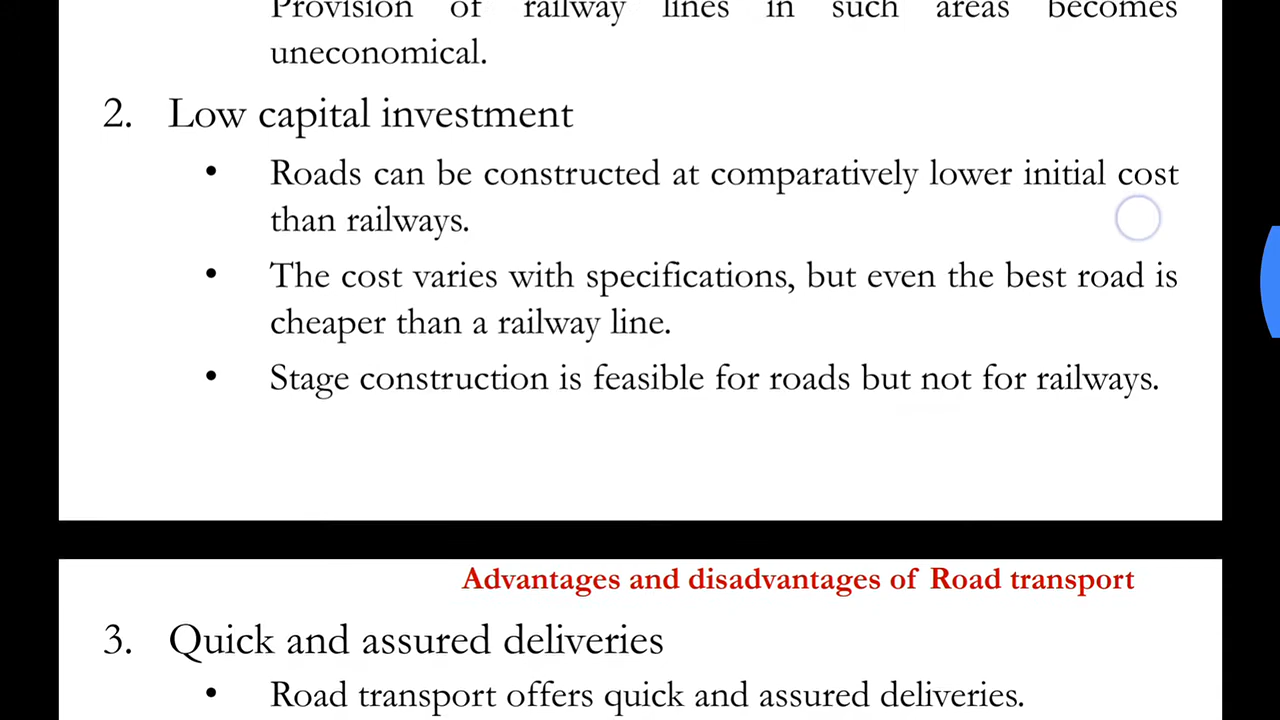 Provision of railway lines in such areas becomes
uneconomical.
2. Low capital investment
• Roads can be constructed at comparatively lower initial cost
than railways.
• The cost varies with specifications, but even the best road is
cheaper than a railway line.
• Stage construction is feasible for roads but not for railways.
Advantages and disadvantages of Road transport
3. Quick and assured deliveries
• Road transport offers quick and assured deliveries.